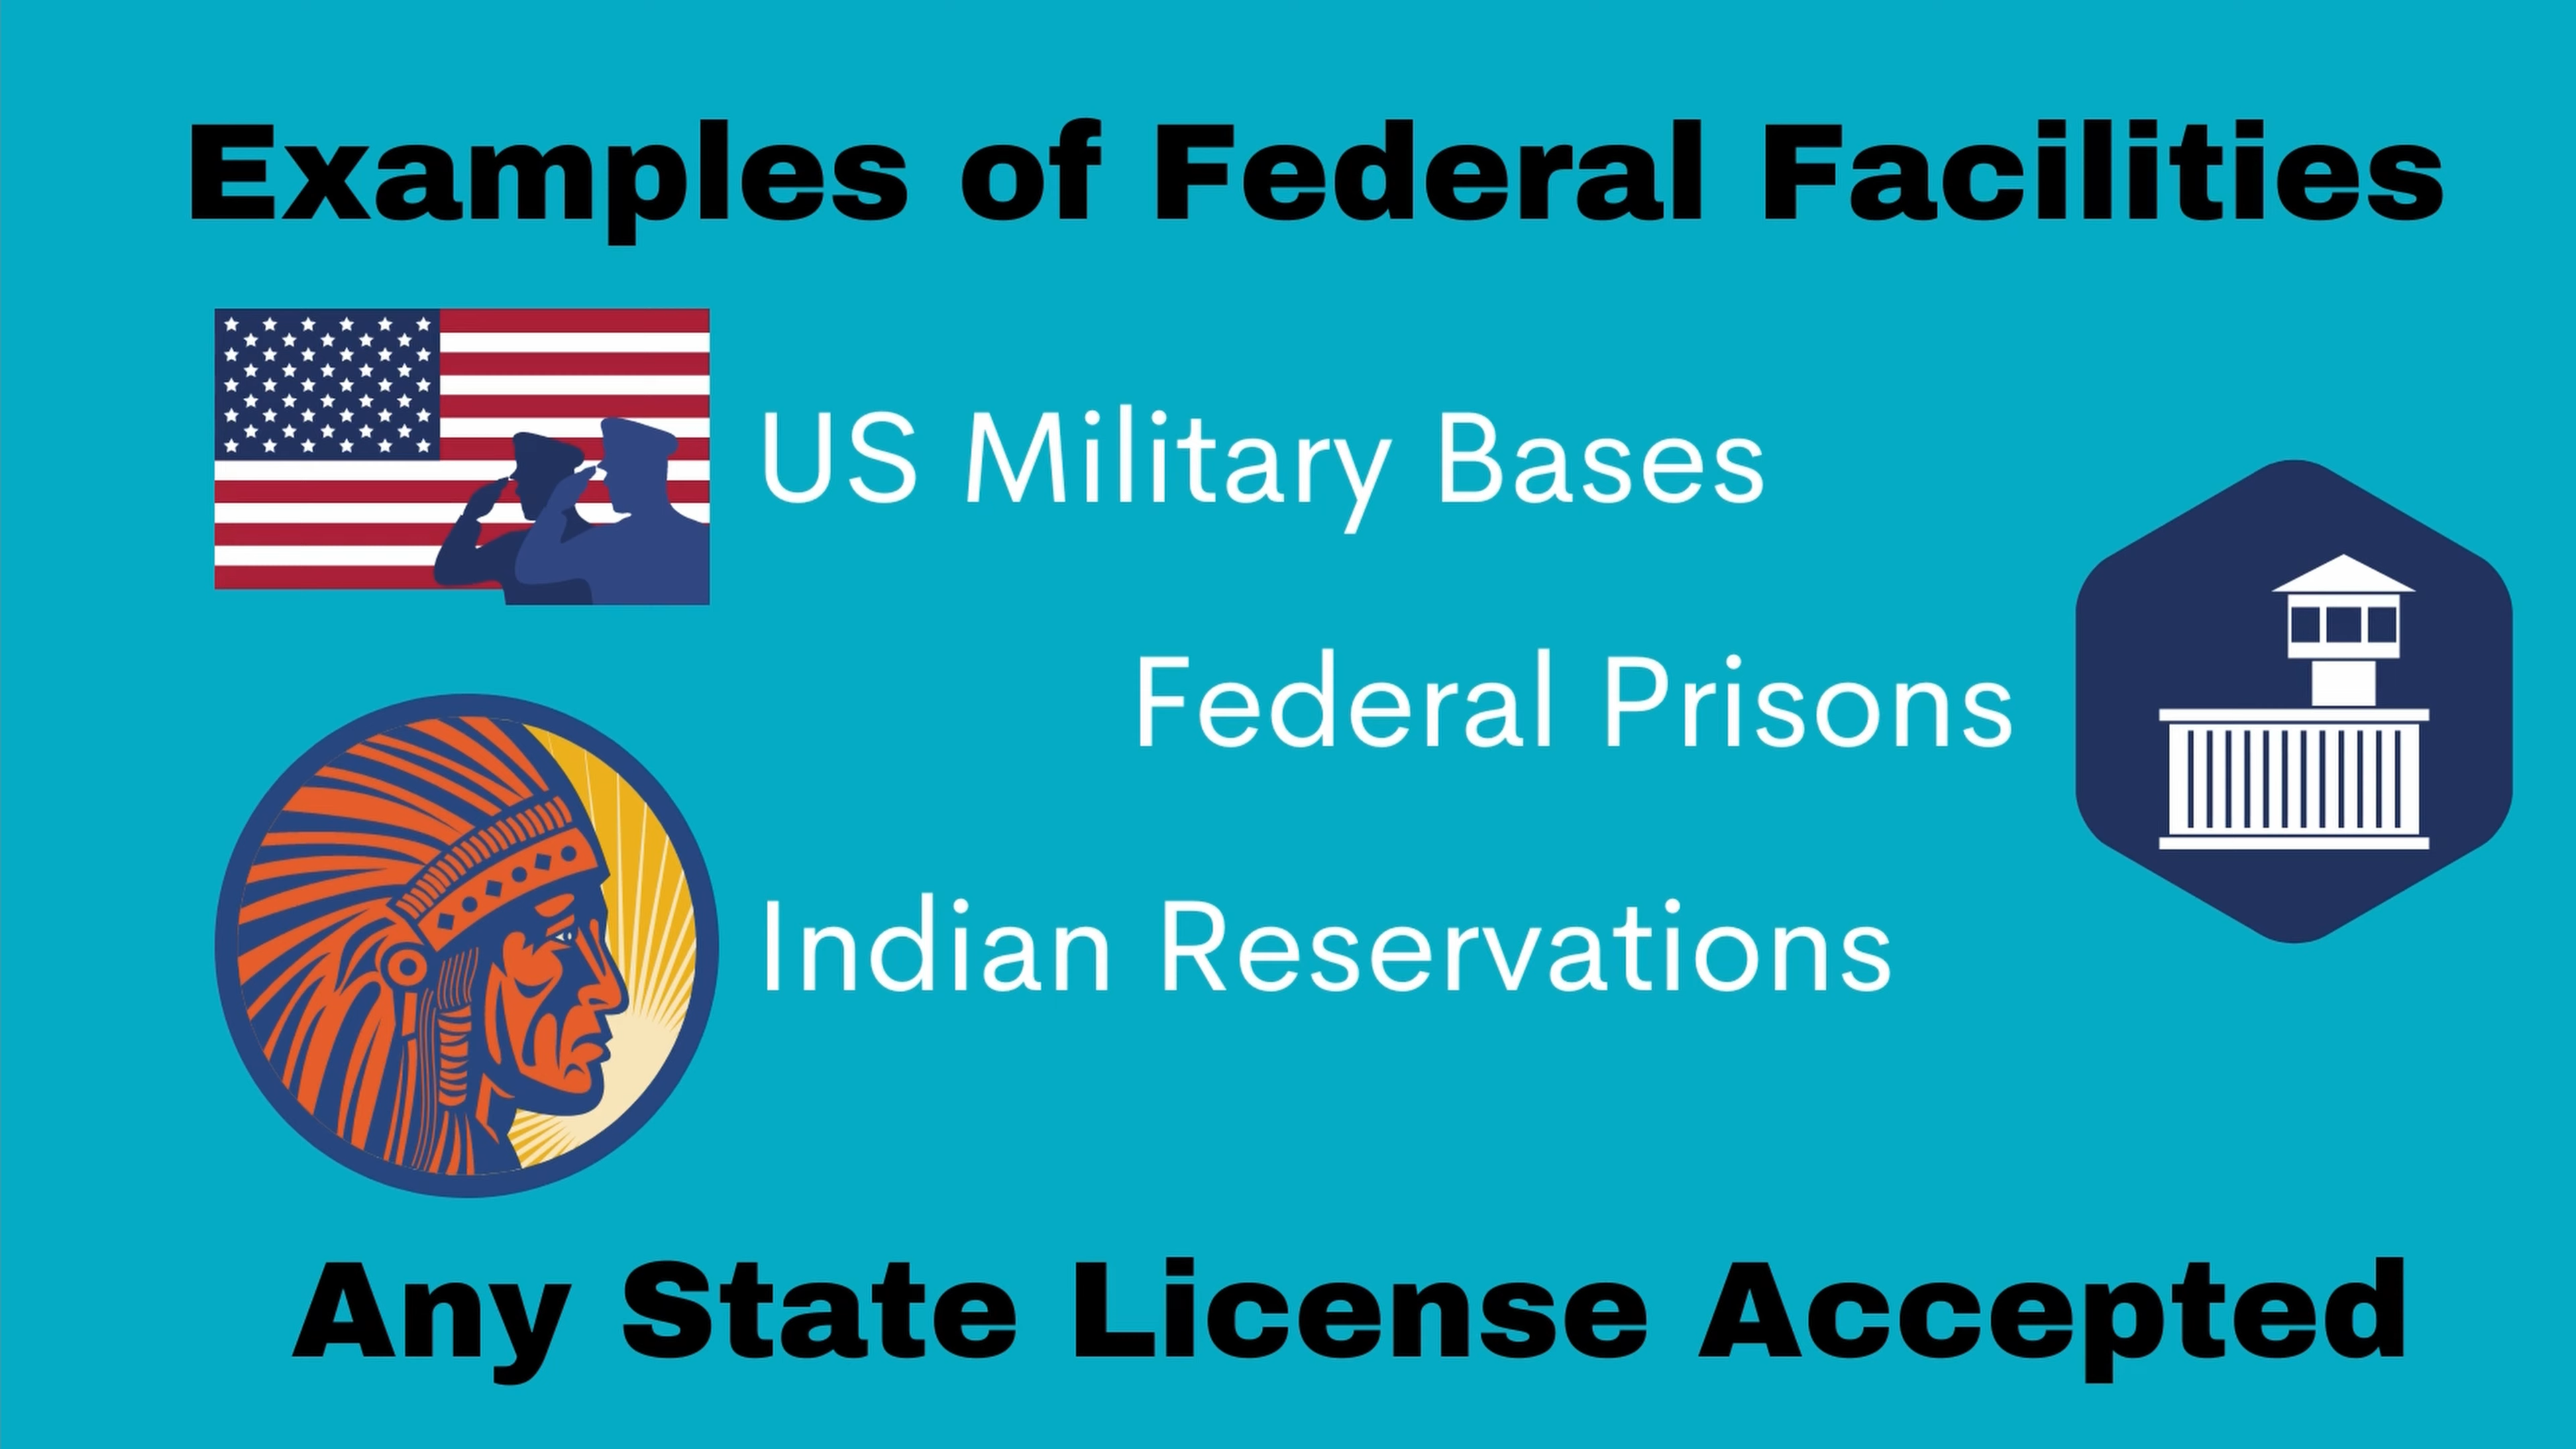 Examples of Federal Facilities
US Military Bases
Federal Prisons
Indian Reservations
Any State License Accepted